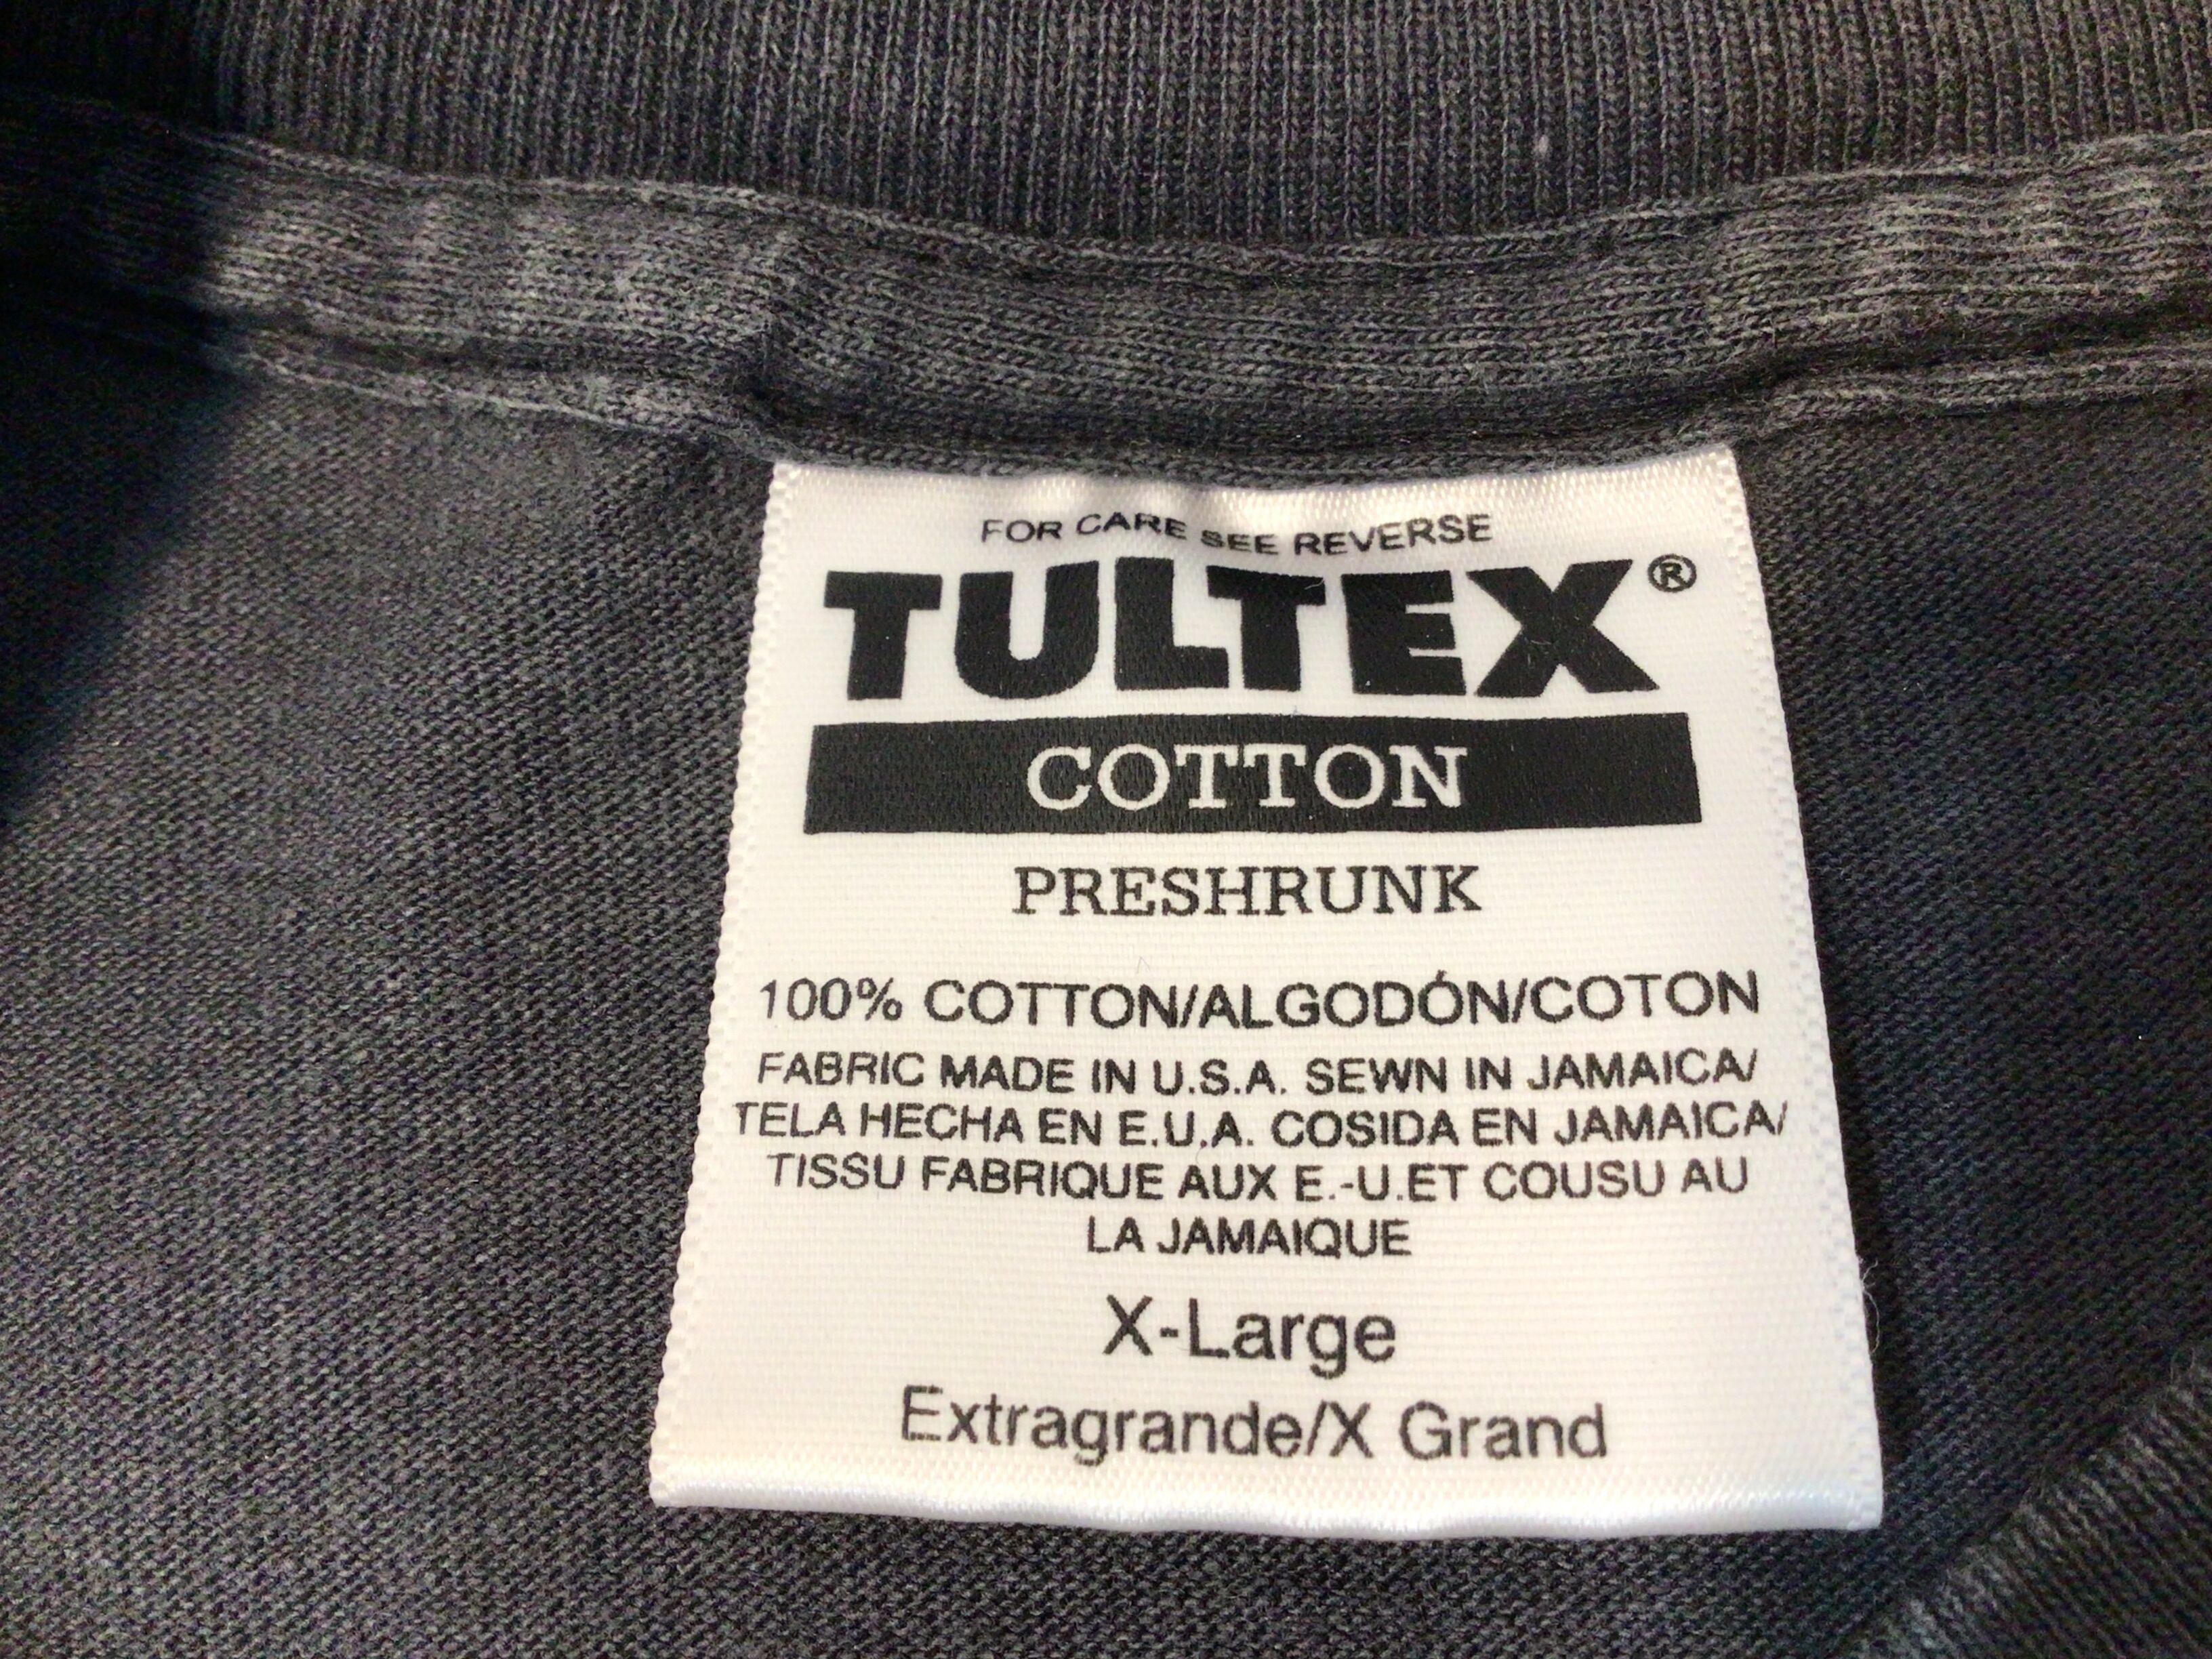 FOR CARE SEE REVERSE
TULTEX®
COTTON
PRESHRUNK
100% COTTON/ALGODÓN/COTON
FABRIC MADE IN U.S.A. SEWN IN JAMAICA/
TELA HECHA EN E.U.A. COSIDA EN JAMAICA/
TISSU FABRIQUE AUX E.-U.ET COUSU AU
LA JAMAIQUE
X-Large
Extragrande/X Grand